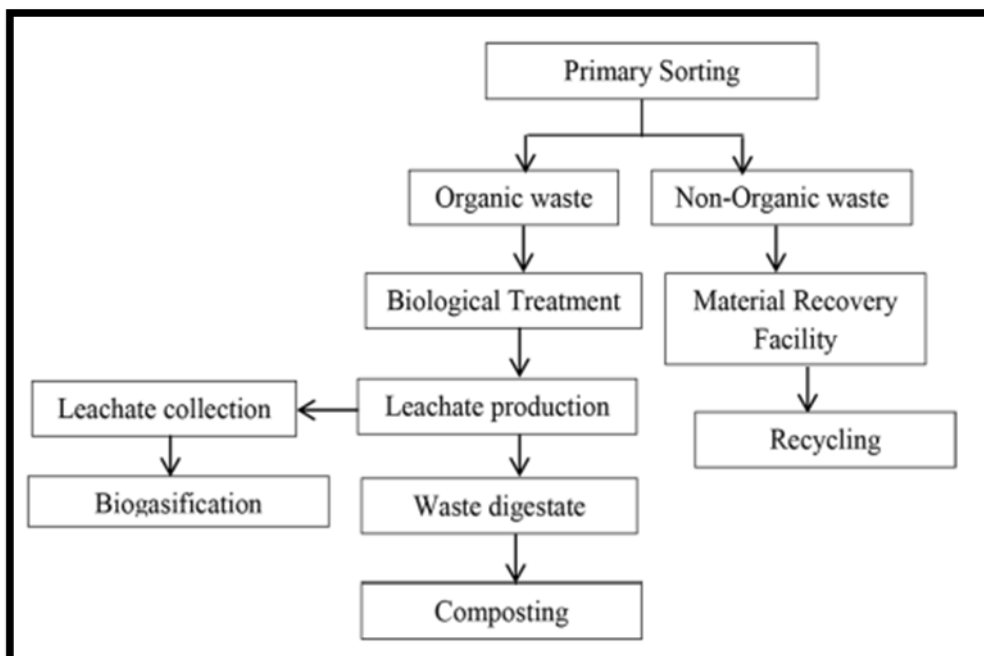 Primary Sorting
Organic waste
Non-Organic waste
Biological Treatment
Material Recovery
Facility
Leachate collection
Leachate production
Recycling
Biogasification
Waste digestate
Composting